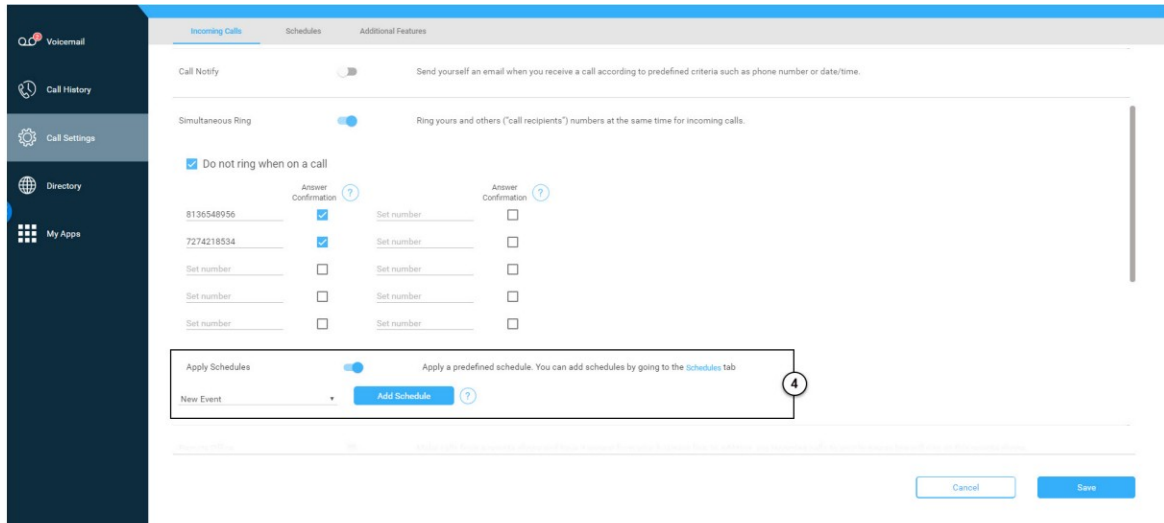 Voicemail
Call History
Call Settings
Directory
My Apps
Incoming Calls Schedules Additional Features
Call Notify Send yourself an email when you receive a call according to predefined criteria such as phone number or date/time.
Simultaneous Ring Ring yours and others ("call recipients") numbers at the same time for incoming calls.
Do not ring when on a call
Answer Confirmation ? Answer Confirmation ?
8136548956 Set number
7274218534 Set number
Set number Set number
Set number Set number
Set number Set number
Apply Schedules Apply a predefined schedule. You can add schedules by going to the Schedules tab
4
New Event Add Schedule ?
Cancel Save